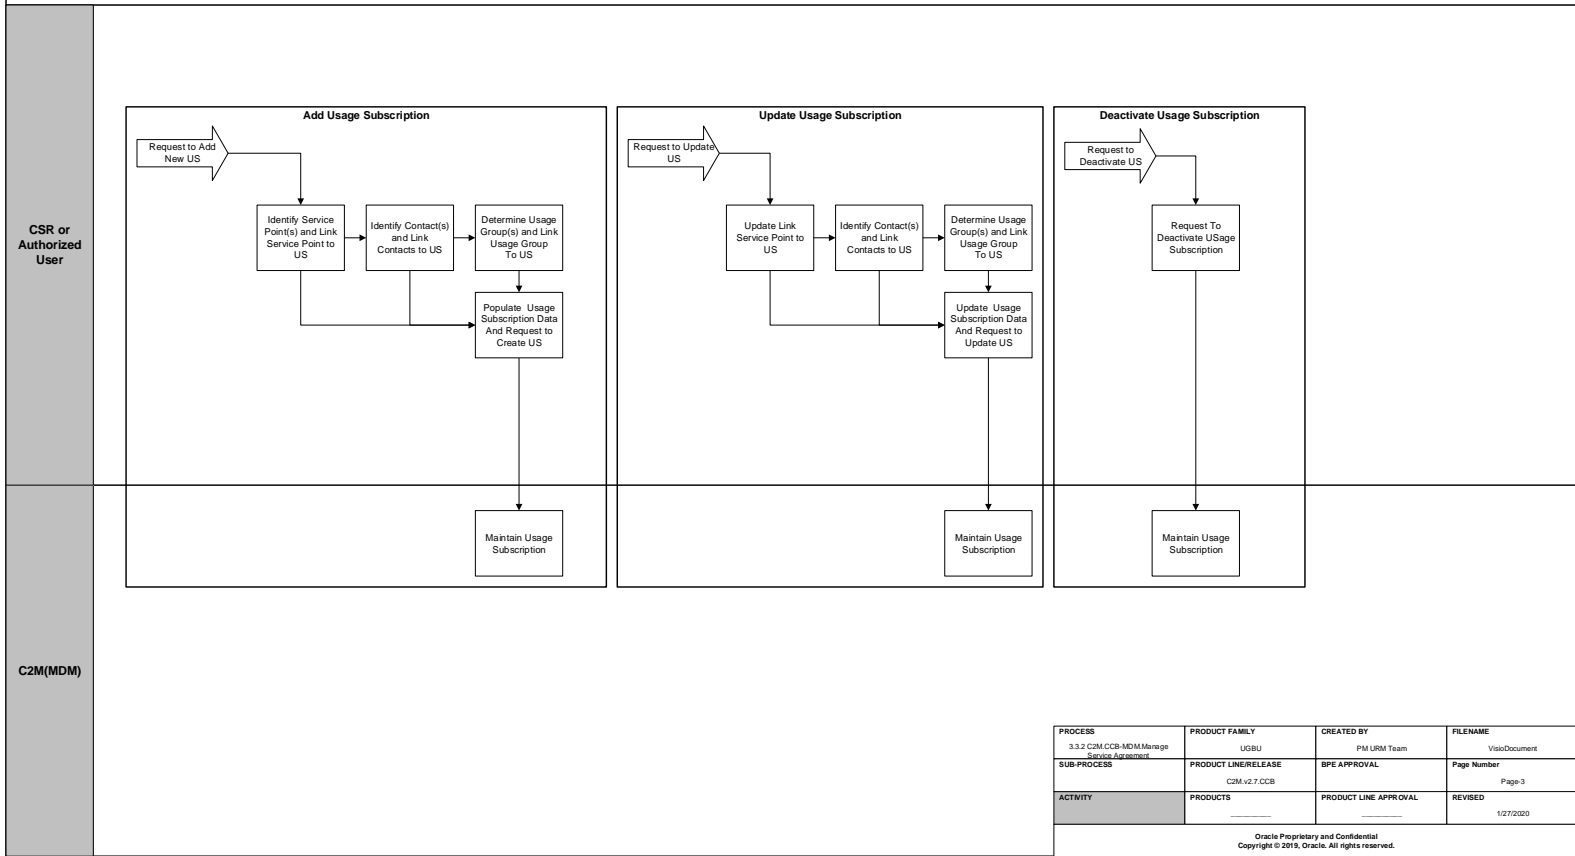 CSR or
Authorized
User
Add Usage Subscription
Request to Add
New US
Identify Service
Point(s) and Link
Service Point to
US
Identify Contact(s)
and Link
Contacts to US
Determine Usage
Group(s) and Link
Usage Group
To US
Populate Usage
Subscription Data
And Request to
Create US
Update Usage Subscription
Request to Update
US
Update Link
Service Point to
US
Identify Contact(s)
and Link
Contacts to US
Determine Usage
Group(s) and Link
Usage Group
To US
Update Usage
Subscription Data
And Request to
Update US
Deactivate Usage Subscription
Request to
Deactivate US
Request To
Deactivate USage
Subscription
C2M(MDM)
Maintain Usage
Subscription
Maintain Usage
Subscription
Maintain Usage
Subscription
PROCESS
3.3.2 C2M.CCB-MDM.Manage
Service Agreement
PRODUCT FAMILY
UGBU
CREATED BY
PM URM Team
FILENAME
VisioDocument
SUB-PROCESS
PRODUCT LINE/RELEASE
C2M.v2.7.CCB
BPE APPROVAL
Page Number
Page-3
ACTIVITY
PRODUCTS
PRODUCT LINE APPROVAL
REVISED
1/27/2020
Oracle Proprietary and Confidential
Copyright © 2019, Oracle. All rights reserved.